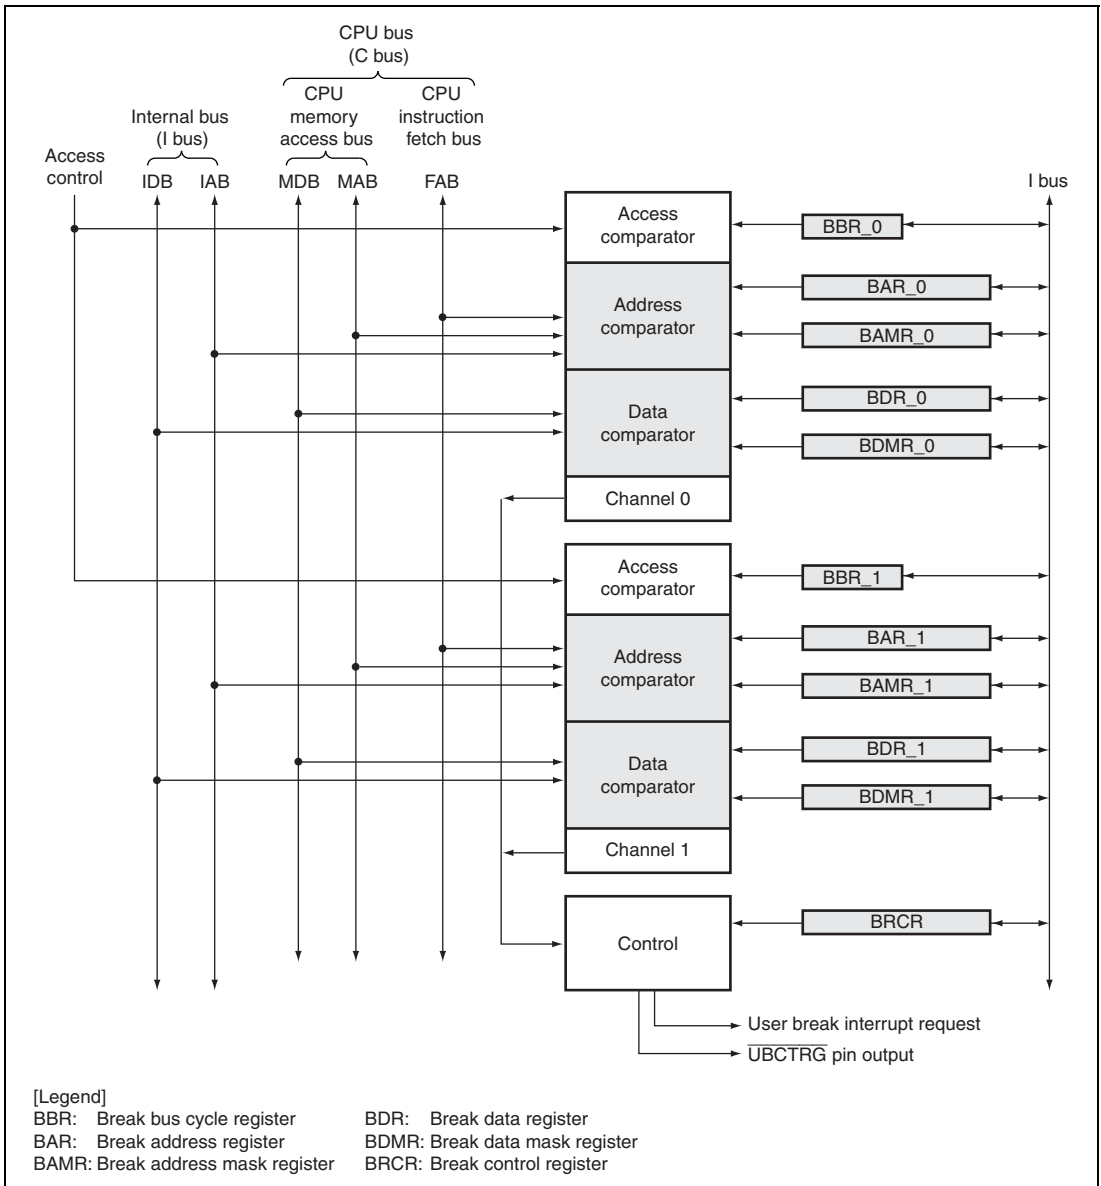 CPU bus
(C bus)
CPU
memory
access bus
CPU
instruction
fetch bus
Internal bus
(I bus)
Access
control
IDB
IAB
MDB
MAB
FAB
I bus
Access
comparator
BBR_0
Address
comparator
BAR_0
BAMR_0
Data
comparator
BDR_0
BDMR_0
Channel 0
Access
comparator
BBR_1
Address
comparator
BAR_1
BAMR_1
Data
comparator
BDR_1
BDMR_1
Channel 1
Control
BRCR
User break interrupt request
UBCTRG pin output
[Legend]
BBR: Break bus cycle register
BAR: Break address register
BAMR: Break address mask register
BDR: Break data register
BDMR: Break data mask register
BRCR: Break control register